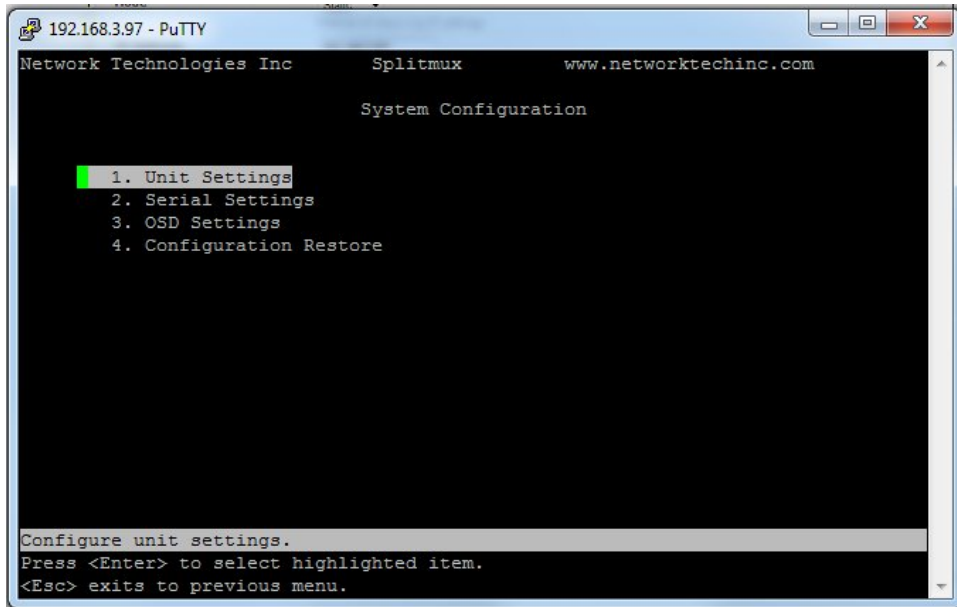 192.168.3.97 - PuTTY
Network Technologies Inc Splitmux www.networktechinc.com
System Configuration
1. Unit Settings
2. Serial Settings
3. OSD Settings
4. Configuration Restore
Configure unit settings.
Press <Enter> to select highlighted item.
<Esc> exits to previous menu.